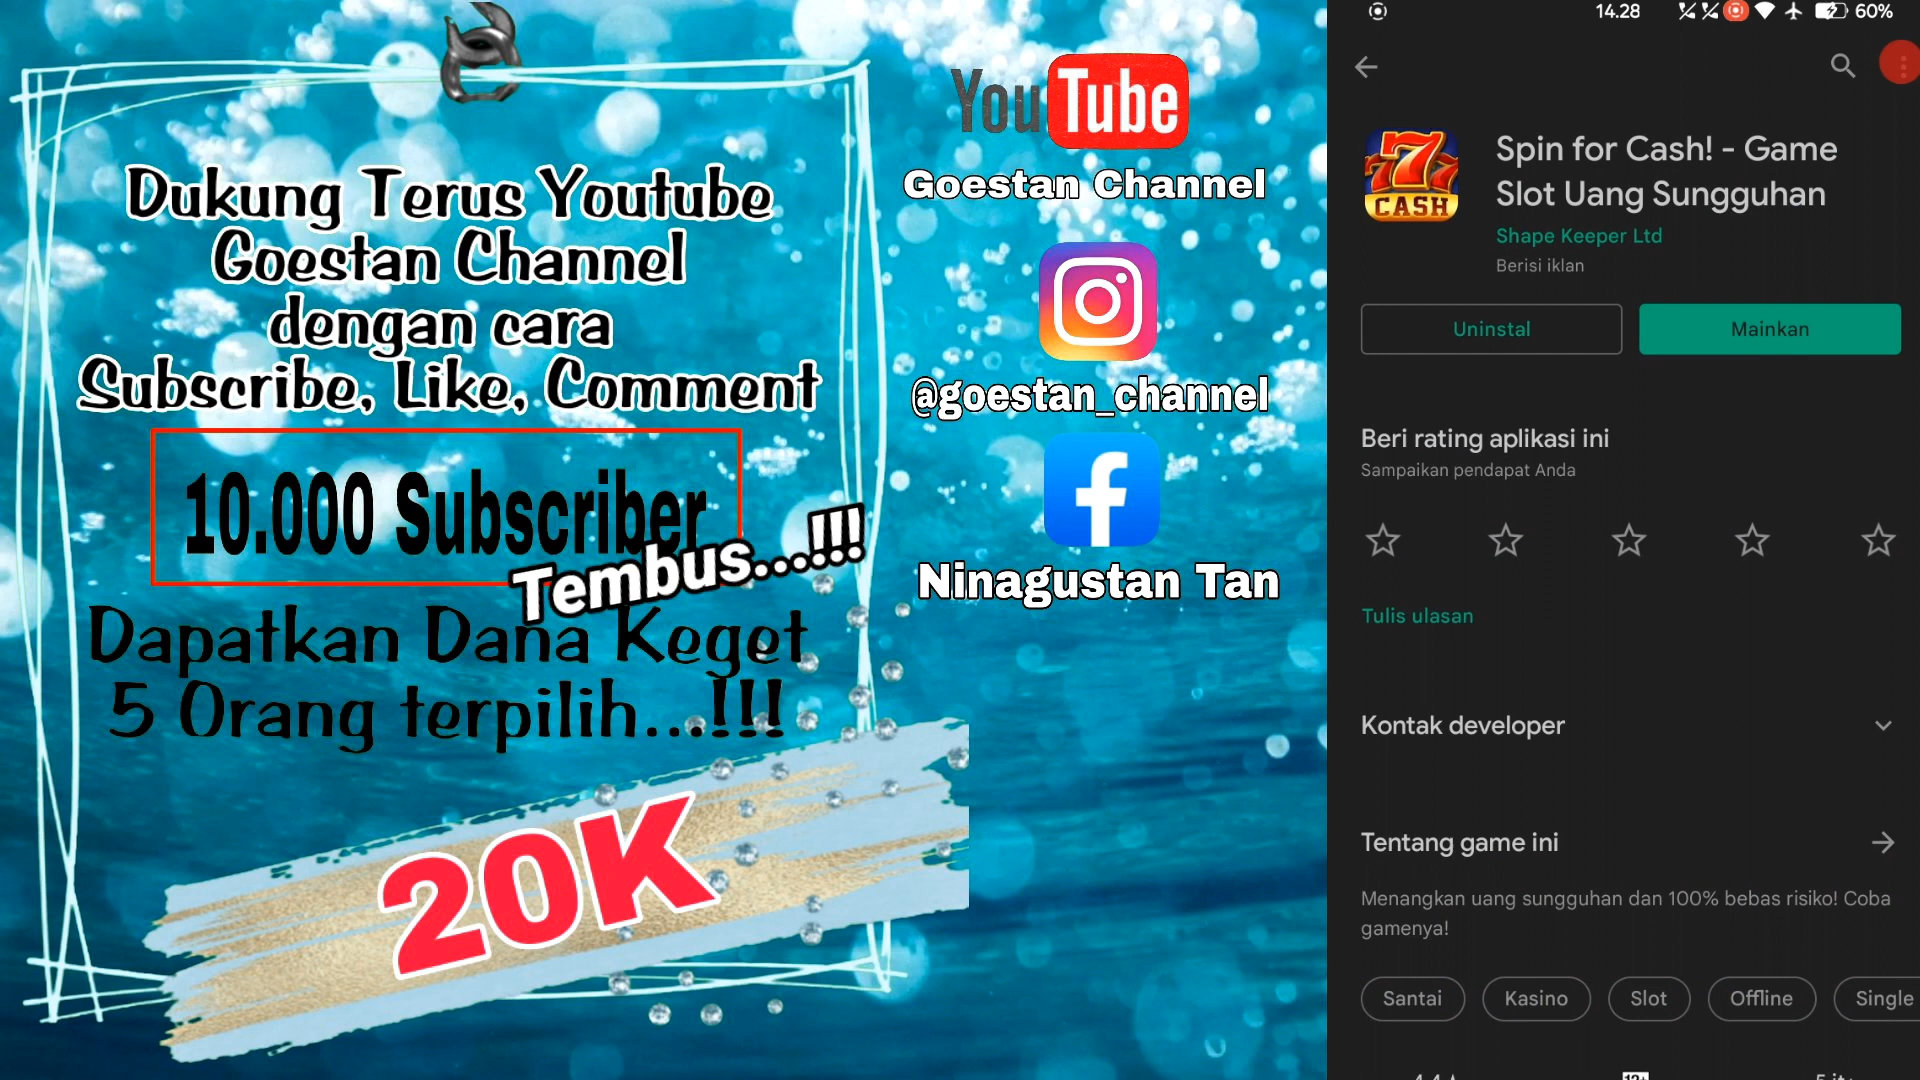 Dukung Terus Youtube
Goestan Channel
dengan cara
Subscribe, Like, Comment
10.000 Subscriber
Tembus...!!!
Dapatkan Dana Keget
5 Orang terpilih...!!!
20K
YouTube
Goestan Channel
@goestan_channel
Ninagustan Tan
14.28
60%
777
CASH
Spin for Cash! - Game
Slot Uang Sungguhan
Shape Keeper Ltd
Berisi iklan
Uninstal
Mainkan
Beri rating aplikasi ini
Sampaikan pendapat Anda
Tulis ulasan
Kontak developer
Tentang game ini
Menangkan uang sungguhan dan 100% bebas risiko! Coba
gamenya!
Santai
Kasino
Slot
Offline
Single